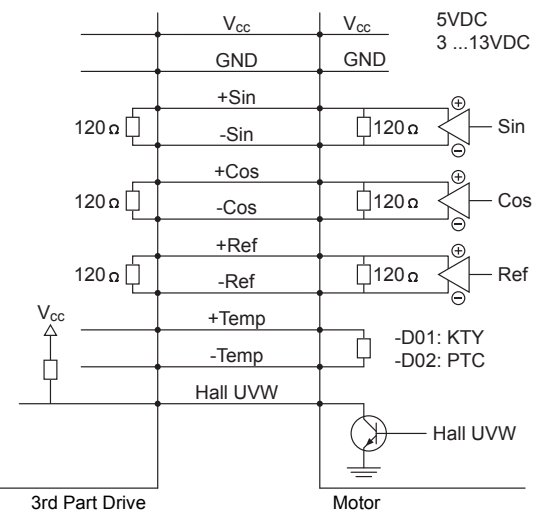 Vcc Vcc 5VDC
3 ...13VDC
GND GND
+Sin
120 Ω 120 Ω Sin
-Sin
+Cos
120 Ω 120 Ω Cos
-Cos
+Ref
120 Ω 120 Ω Ref
-Ref
Vcc
+Temp
-D01: KTY
-Temp -D02: PTC
Hall UVW
Hall UVW
3rd Part Drive Motor